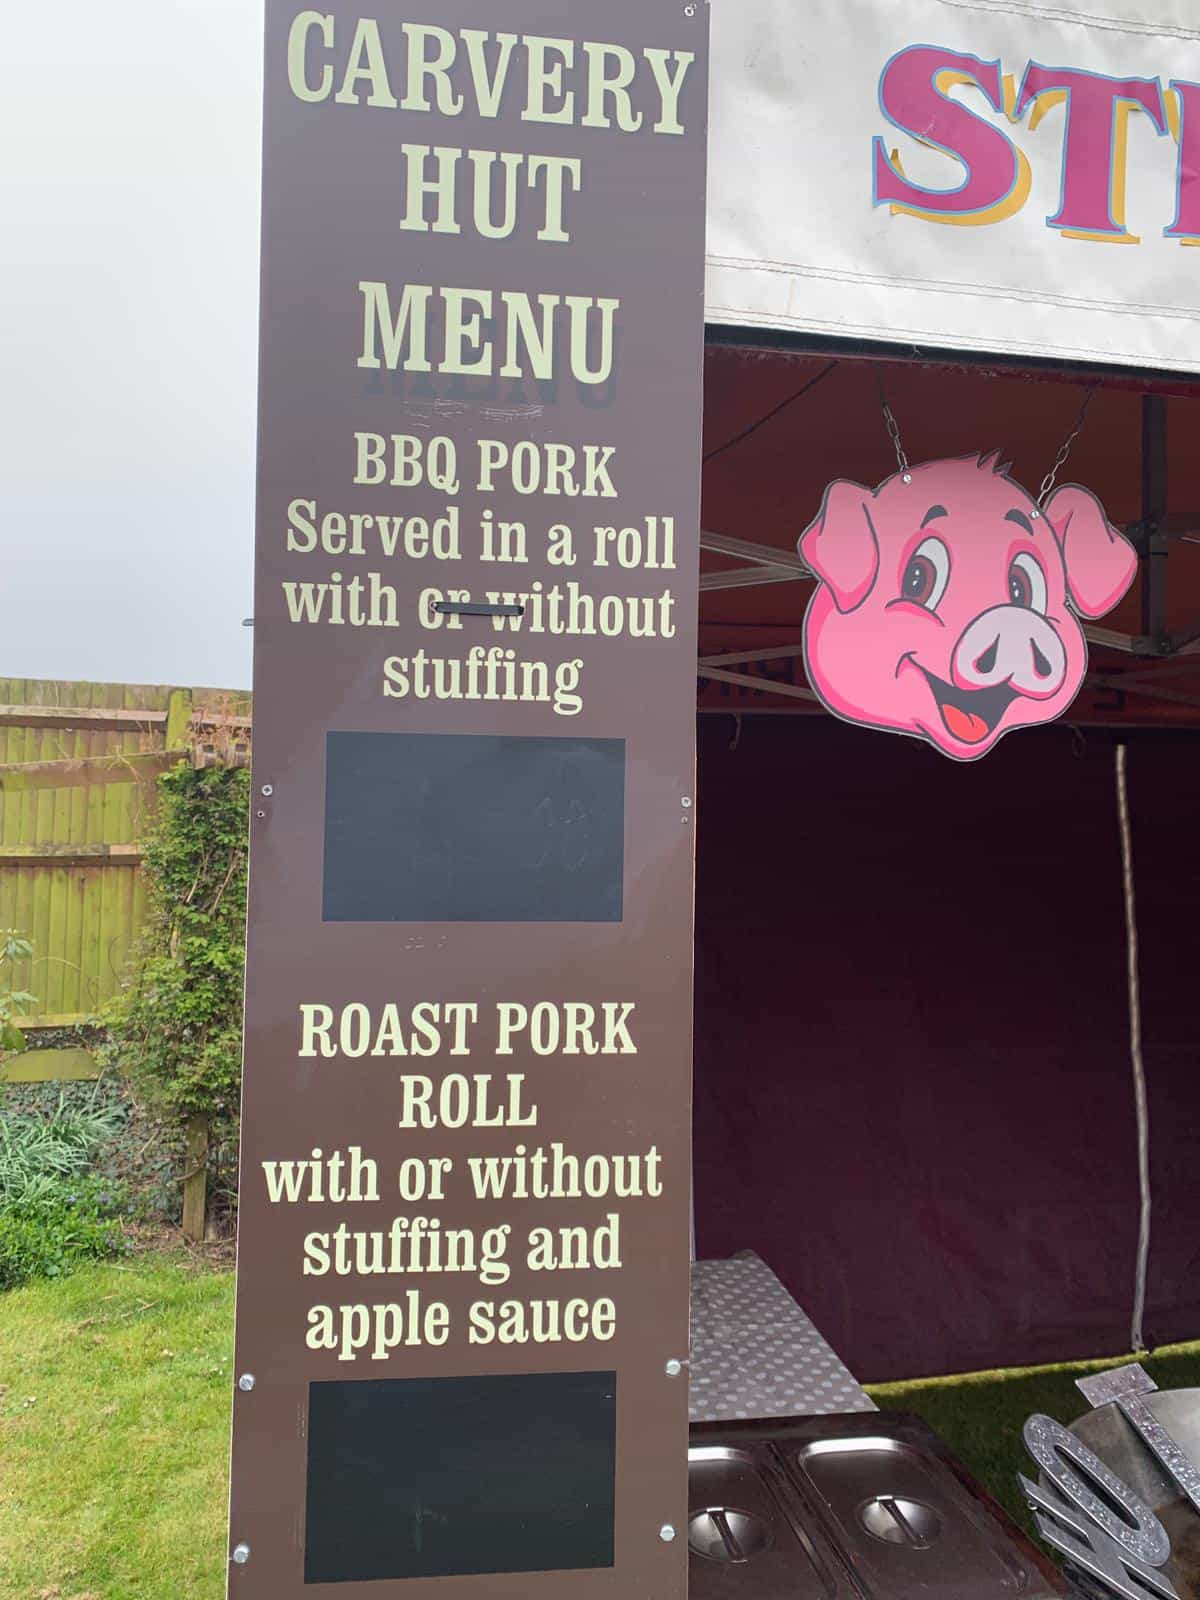 CARVERY
HUT
MENU
BBQ PORK
Served in a roll
with or without
stuffing
ROAST PORK
ROLL
with or without
stuffing and
apple sauce